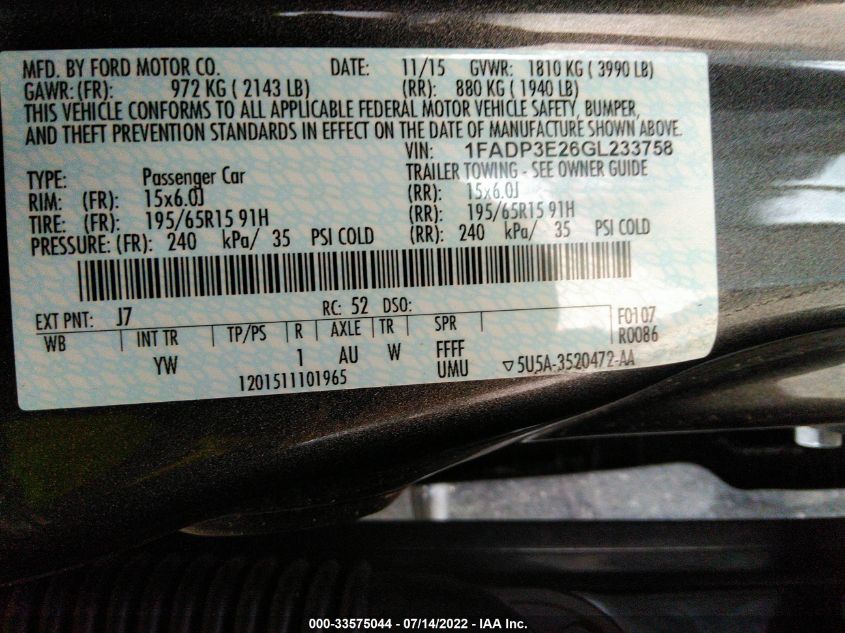 MFD. BY FORD MOTOR CO. DATE: 11/15 GVWR: 1810 KG ( 3990 LB)
GAWR: (FR): 972 KG ( 2143 LB) (RR): 880 KG ( 1940 LB)
THIS VEHICLE CONFORMS TO ALL APPLICABLE FEDERAL MOTOR VEHICLE SAFETY, BUMPER,
AND THEFT PREVENTION STANDARDS IN EFFECT ON THE DATE OF MANUFACTURE SHOWN ABOVE.
VIN: 1FADP3E26GL233758
TYPE: Passenger Car TRAILER TOWING - SEE OWNER GUIDE
RIM: (FR): 15x6.0J (RR): 15x6.0J
TIRE: (FR): 195/65R15 91H (RR): 195/65R15 91H
PRESSURE: (FR): 240 kPa/ 35 PSI COLD (RR): 240 kPa/ 35 PSI COLD
EXT PNT: J7 RC: 52 DSO: F0107
WB INT TR TP/PS R AXLE TR SPR R0086
YW 1 AU W FFFF
1201511101965 UMU ▽5U5A-3520472-AA
000-33575044 - 07/14/2022 - IAA Inc.